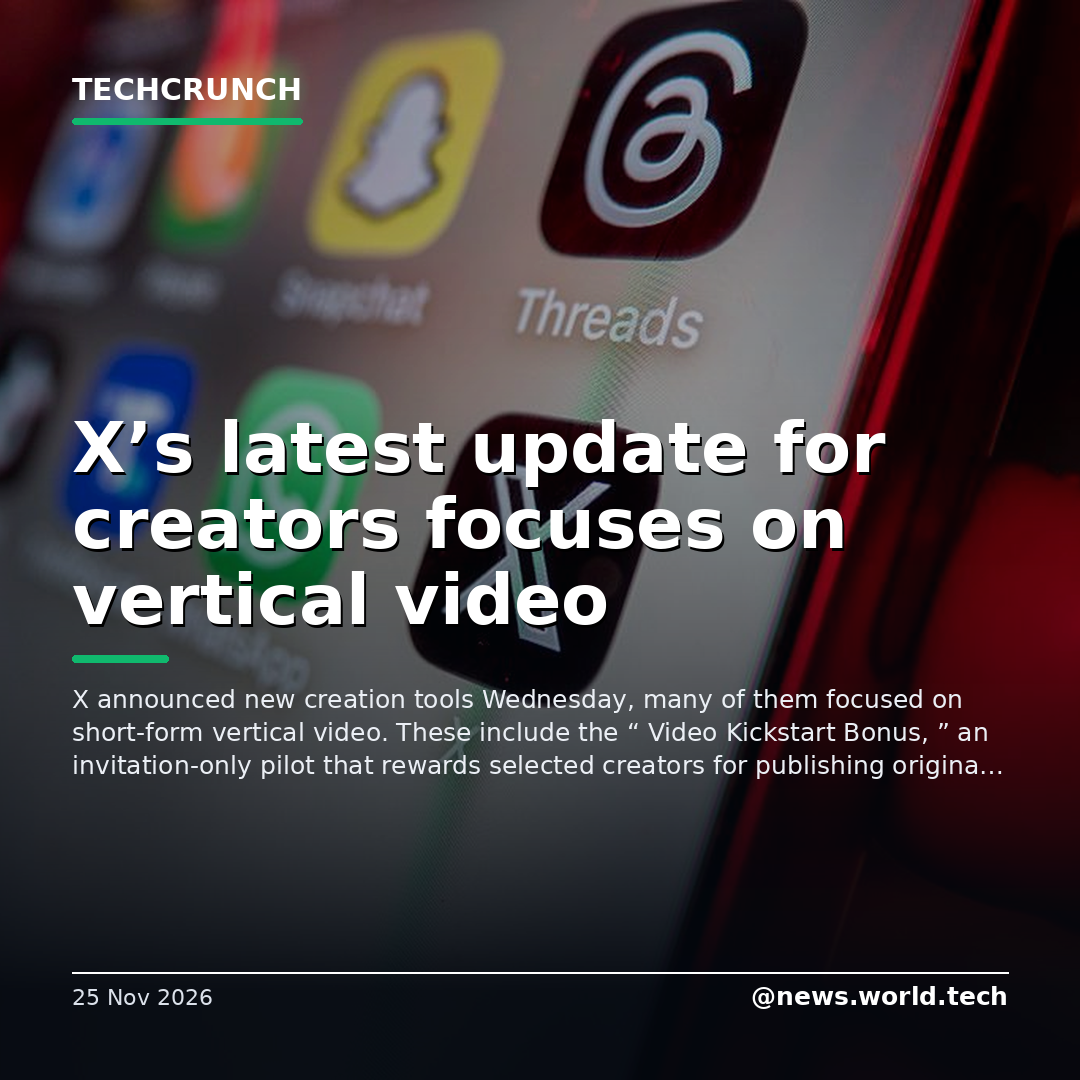 TECHCRUNCH
Snapchat
Threads
X’s latest update for
creators focuses on
vertical video
X announced new creation tools Wednesday, many of them focused on
short-form vertical video. These include the “ Video Kickstart Bonus, ” an
invitation-only pilot that rewards selected creators for publishing origina…
25 Nov 2026
@news.world.tech